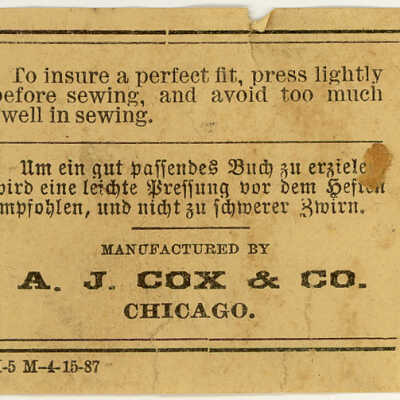 To insure a perfect fit, press lightly
before sewing, and avoid too much
well in sewing.
Um ein gut passendes Buch zu erziele
wird eine leichte Pressung vor dem Heften
mpfohlen, und nicht zu schwerer Zwirn.
MANUFACTURED BY
A. J. COX & CO.
CHICAGO.
-5 M-4-15-87